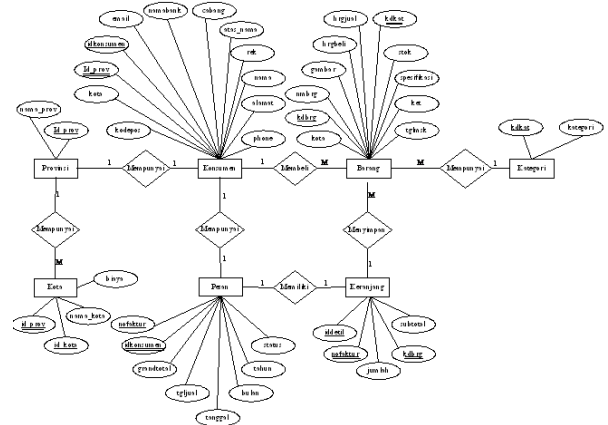 email
namabank
cabang
atas_nama
idkonsumen
rek
Id_prov
nama
kota
alamat
kodepos
phone
hrgjual
kdkat
hrgbeli
stok
gambar
spesifikasi
nmbrg
ket
kdbrg
tglmsk
kota
nama_prov
Id_prov
kdkat
kategori
Provinsi
1
Mempunyai
1
Konsumen
1
Membeli
M
Barang
M
Mempunyai
1
Kategori
1
1
M
Mempunyai
Mempunyai
Menyimpan
M
1
1
Kota
biaya
nama_kota
id_prov
id_kota
Pesan
1
Memiliki
1
Keranjang
nofaktur
idkonsumen
grandtotal
tgljual
tanggal
bulan
tahun
status
iddetil
nofaktur
jumlah
kdbrg
subtotal